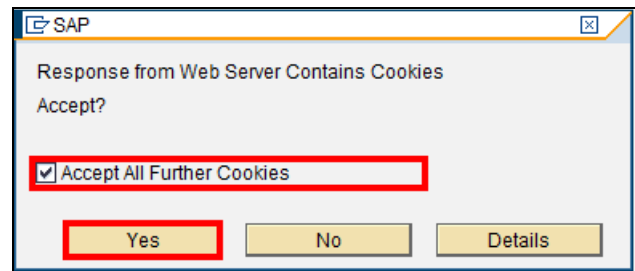 SAP
Response from Web Server Contains Cookies
Accept?
Accept All Further Cookies
Yes No Details